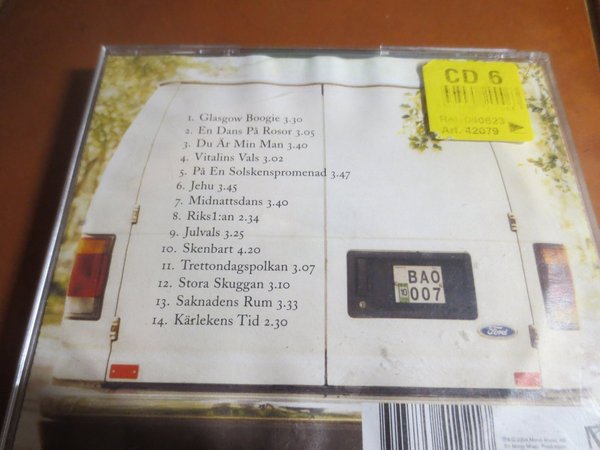 CD 6
Art. 42079
1. Glasgow Boogie 3.30
2. En Dans På Rosor 3.05
3. Du Är Min Man 3.40
4. Vitalins Vals 3.02
5. På En Solskenspromenad 3.47
6. Jehu 3.45
7. Midnattsdans 3.40
8. Riks1:an 2.34
9. Julvals 3.25
10. Skenbart 4.20
11. Trettondagspolkan 3.07
12. Stora Skuggan 3.10
13. Saknadens Rum 3.33
14. Kärlekens Tid 2.30
BAO
10
007
Ford